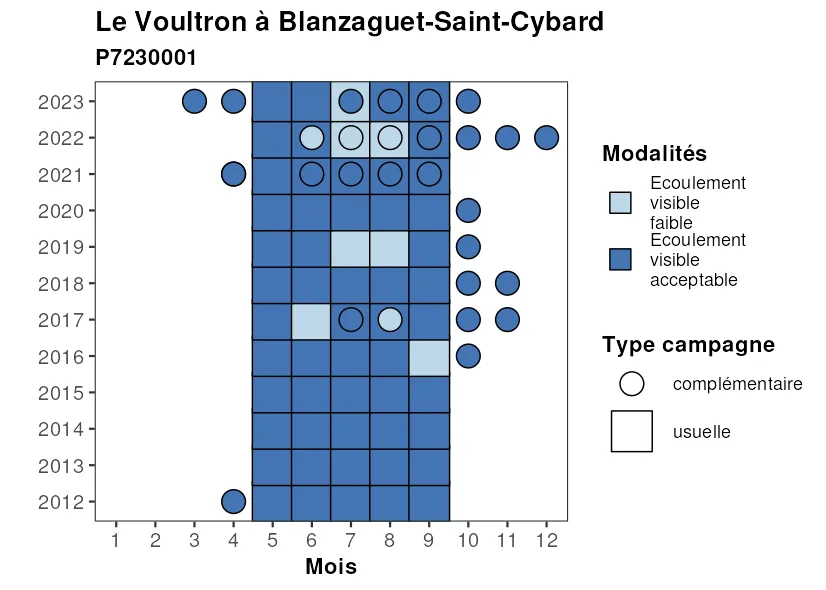 Le Voultron à Blanzaguet-Saint-Cybard
P7230001
2023
2022
2021
2020
2019
2018
2017
2016
2015
2014
2013
2012
1 2 3 4 5 6 7 8 9 10 11 12
Mois
Modalités
Ecoulement
visible
faible
Ecoulement
visible
acceptable
Type campagne
complémentaire
usuelle